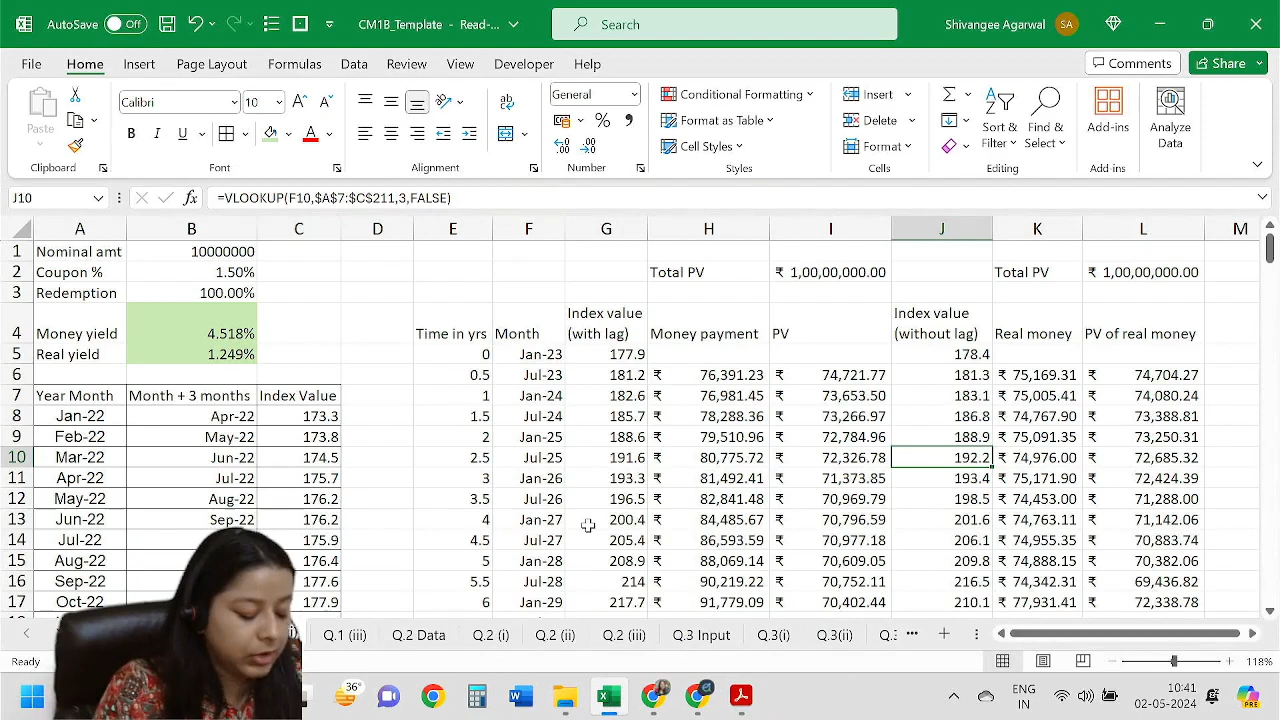 AutoSave Off CM1B_Template - Read-... Search Shivangee Agarwal SA
File Home Insert Page Layout Formulas Data Review View Developer Help Comments Share
Paste Calibri 10 General Conditional Formatting Insert Sort & Filter Find & Select Add-ins Analyze Data
B I U Format as Table Delete
Cell Styles Format
Clipboard Font Alignment Number Styles Cells Editing Add-ins
J10 fx =VLOOKUP(F10,$A$7:$C$211,3,FALSE)
A B C D E F G H I J K L M
1 Nominal amt 10000000
2 Coupon % 1.50% Total PV ₹ 1,00,00,000.00 Total PV ₹ 1,00,00,000.00
3 Redemption 100.00%
4 Money yield 4.518% Time in yrs Month Index value (with lag) Money payment PV Index value (without lag) Real money PV of real morney
5 Real yield 1.249% 0 Jan-23 177.9 178.4
6 0.5 Jul-23 181.2 ₹ 76,391.23 ₹ 74,721.77 181.3 ₹ 75,169.31 ₹ 74,704.27
7 Year Month Month + 3 months Index Value 1 Jan-24 182.6 ₹ 76,981.45 ₹ 73,653.50 183.1 ₹ 75,005.41 ₹ 74,080.24
8 Jan-22 Apr-22 173.3 1.5 Jul-24 185.7 ₹ 78,288.36 ₹ 73,266.97 186.8 ₹ 74,767.90 ₹ 73,388.81
9 Feb-22 May-22 173.8 2 Jan-25 188.6 ₹ 79,510.96 ₹ 72,784.96 188.9 ₹ 75,091.35 ₹ 73,250.31
10 Mar-22 Jun-22 174.5 2.5 Jul-25 191.6 ₹ 80,775.72 ₹ 72,326.78 192.2 ₹ 74,976.00 ₹ 72,685.32
11 Apr-22 Jul-22 175.7 3 Jan-26 193.3 ₹ 81,492.41 ₹ 71,373.85 193.4 ₹ 75,171.90 ₹ 72,424.39
12 May-22 Aug-22 176.2 3.5 Jul-26 196.5 ₹ 82,841.48 ₹ 70,969.79 198.5 ₹ 74,453.00 ₹ 71,288.00
13 Jun-22 Sep-22 176.2 4 Jan-27 200.4 ₹ 84,485.67 ₹ 70,796.59 201.6 ₹ 74,763.11 ₹ 71,142.06
14 Jul-22 175.9 4.5 Jul-27 205.4 ₹ 86,593.59 ₹ 70,977.18 206.1 ₹ 74,955.35 ₹ 70,883.74
15 Aug-22 176.4 5 Jan-28 208.9 ₹ 88,069.14 ₹ 70,609.05 209.8 ₹ 74,888.15 ₹ 70,382.06
16 Sep-22 177.6 5.5 Jul-28 214 ₹ 90,219.22 ₹ 70,752.11 216.5 ₹ 74,342.31 ₹ 69,436.82
17 Oct-22 177.9 6 Jan-29 217.7 ₹ 91,779.09 ₹ 70,402.44 210.1 ₹ 77,931.41 ₹ 72,338.78
Q.1 (iii) Q.2 Data Q.2 (i) Q.2 (ii) Q.2 (iii) Q.3 Input Q.3(i) Q.3(ii) Q.: ...
Ready 118%
36° ENG IN 10:41 02-05-2024 PRE